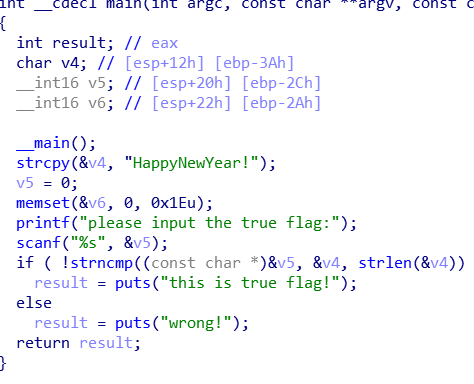 int __cdecl main(int argc, const char **argv, const c
{
int result; // eax
char v4; // [esp+12h] [ebp-3Ah]
__int16 v5; // [esp+20h] [ebp-2Ch]
__int16 v6; // [esp+22h] [ebp-2Ah]
__main();
strcpy(&v4, "HappyNewYear!");
v5 = 0;
memset(&v6, 0, 0x1Eu);
printf("please input the true flag:");
scanf("%s", &v5);
if ( !strncmp((const char *)&v5, &v4, strlen(&v4))
result = puts("this is true flag!");
else
result = puts("wrong!");
return result;
}